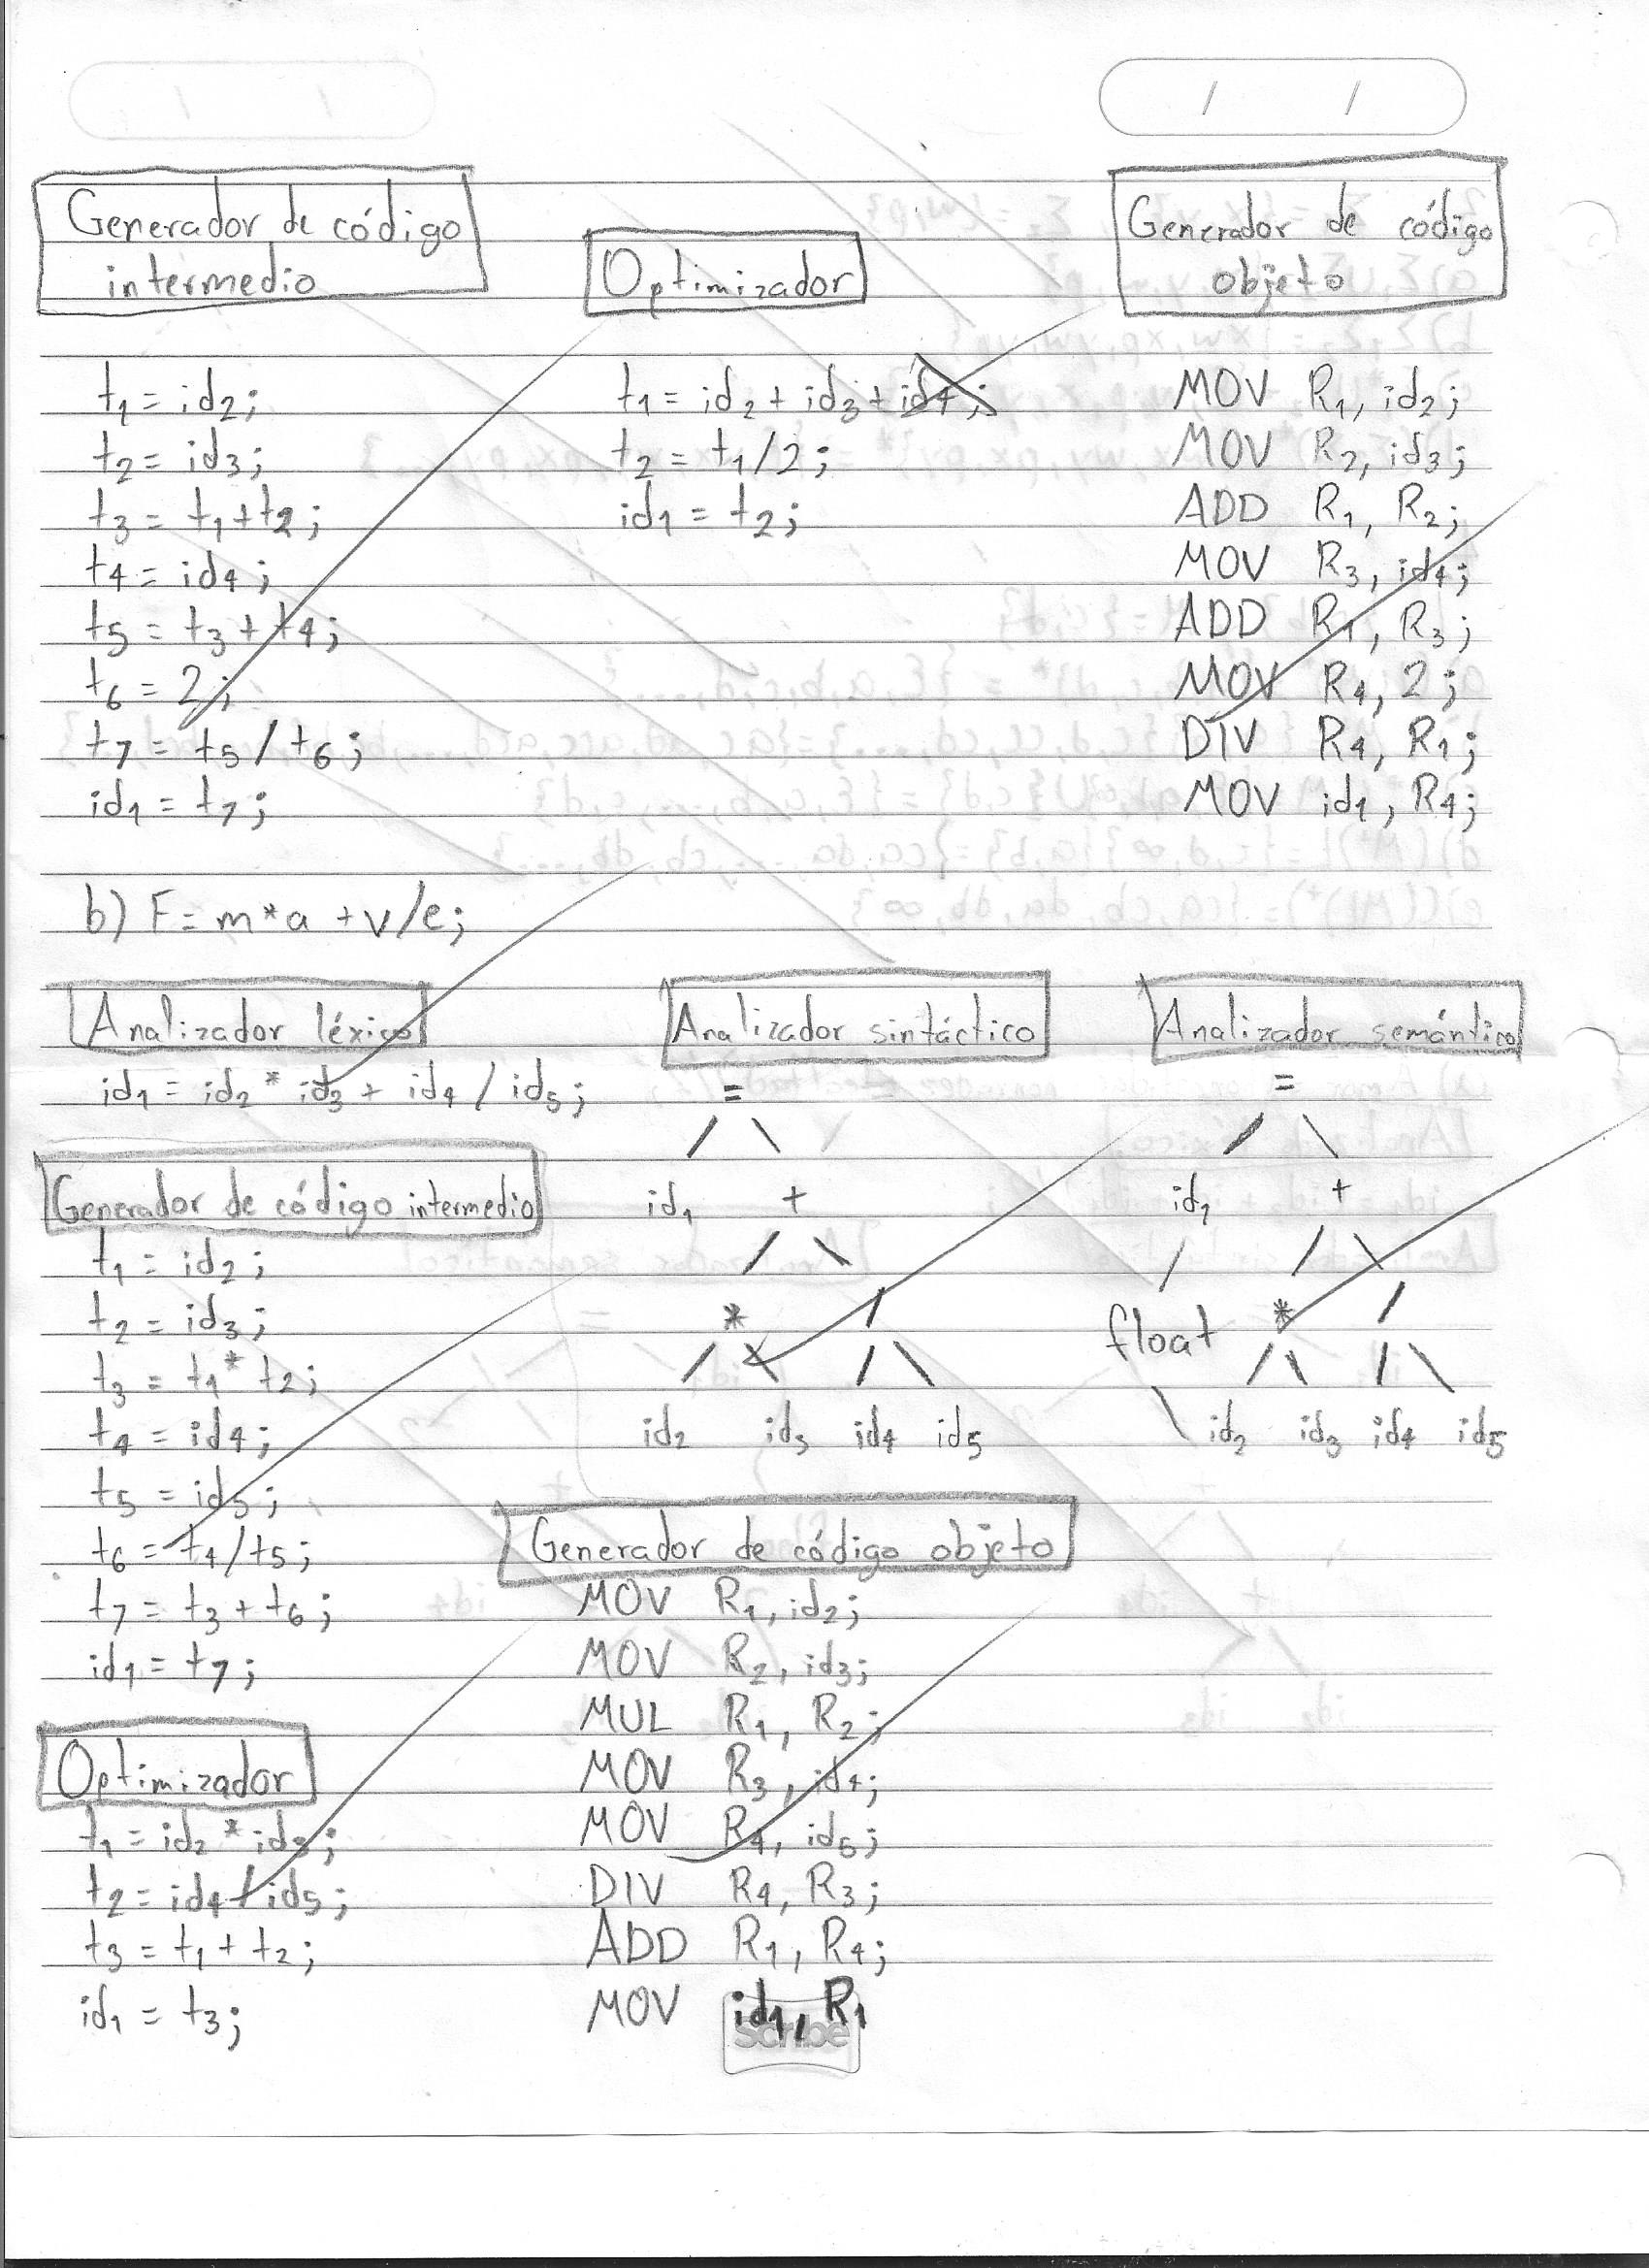 Generador de código
intermedio
t1 = id2;
t2 = id3;
t3 = t1 + t2;
t4 = id4;
t5 = t3 + t4;
t6 = 2;
t7 = t5 / t6;
id1 = t7;
Optimizador
t1 = id2 + id3 + id4;
t2 = t1 / 2;
id1 = t2;
Generador de código
objeto
MOV R1, id2;
MOV R2, id3;
ADD R1, R2;
MOV R3, id4;
ADD R1, R3;
MOV R4, 2;
DIV R4, R1;
MOV id1, R4;
b) F = m*a + v/e;
Analizador léxico
id1 = id2 * id3 + id4 / id5;
Analizador sintáctico
=
id1 +
* /
id2 id3 id4 id5
Analizador semántico
=
id1 +
float * /
id2 id3 id4 id5
Generador de código intermedio
t1 = id2;
t2 = id3;
t3 = t1 * t2;
t4 = id4;
t5 = id5;
t6 = t4 / t5;
t7 = t3 + t6;
id1 = t7;
Optimizador
t1 = id2 * id3;
t2 = id4 / id5;
t3 = t1 + t2;
id1 = t3;
Generador de código objeto
MOV R1, id2;
MOV R2, id3;
MUL R1, R2;
MOV R3, id4;
MOV R4, id5;
DIV R4, R3;
ADD R1, R4;
MOV id1, R1
scribe